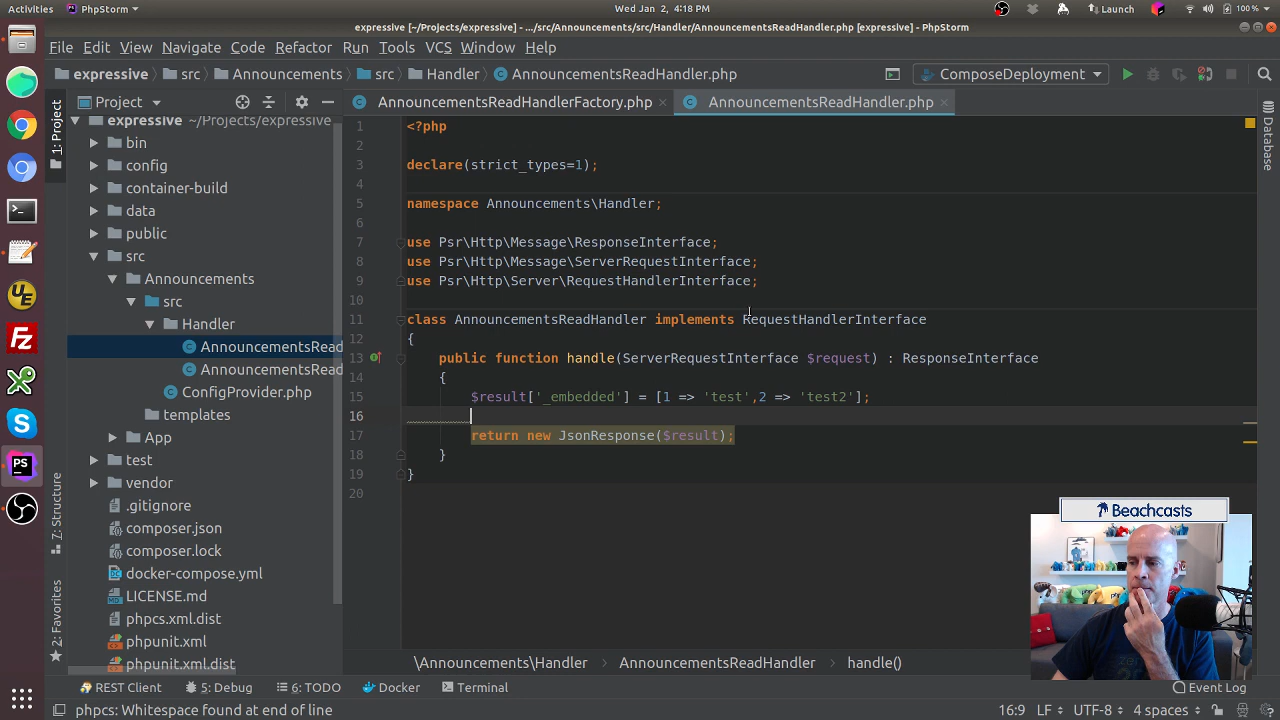 Activities
PhpStorm
Wed Jan 2, 4:18 PM
Launch
100 %
expressive [~/Projects/expressive] - .../src/Announcements/src/Handler/AnnouncementsReadHandler.php [expressive] - PhpStorm
File Edit View Navigate Code Refactor Run Tools VCS Window Help
expressive src Announcements src Handler AnnouncementsReadHandler.php
ComposeDeployment
1: Project
Project
AnnouncementsReadHandlerFactory.php
AnnouncementsReadHandler.php
expressive ~/Projects/expressive
bin
config
container-build
data
public
src
Announcements
src
Handler
AnnouncementsRead
AnnouncementsRead
ConfigProvider.php
templates
App
test
vendor
.gitignore
composer.json
composer.lock
docker-compose.yml
LICENSE.md
phpcs.xml.dist
phpunit.xml
phpunit.xml.dist
Z: Structure
2: Favorites
Database
1 <?php
2
3 declare(strict_types=1);
4
5 namespace Announcements\Handler;
6
7 use Psr\Http\Message\ResponseInterface;
8 use Psr\Http\Message\ServerRequestInterface;
9 use Psr\Http\Server\RequestHandlerInterface;
10
11 class AnnouncementsReadHandler implements RequestHandlerInterface
12 {
13 public function handle(ServerRequestInterface $request) : ResponseInterface
14 {
15 $result['_embedded'] = [1 => 'test',2 => 'test2'];
16
17 return new JsonResponse($result);
18 }
19 }
20
Beachcasts
\Announcements\Handler AnnouncementsReadHandler handle()
REST Client 5: Debug 6: TODO Docker Terminal Event Log
phpcs: Whitespace found at end of line
16:9 LF UTF-8 4 spaces